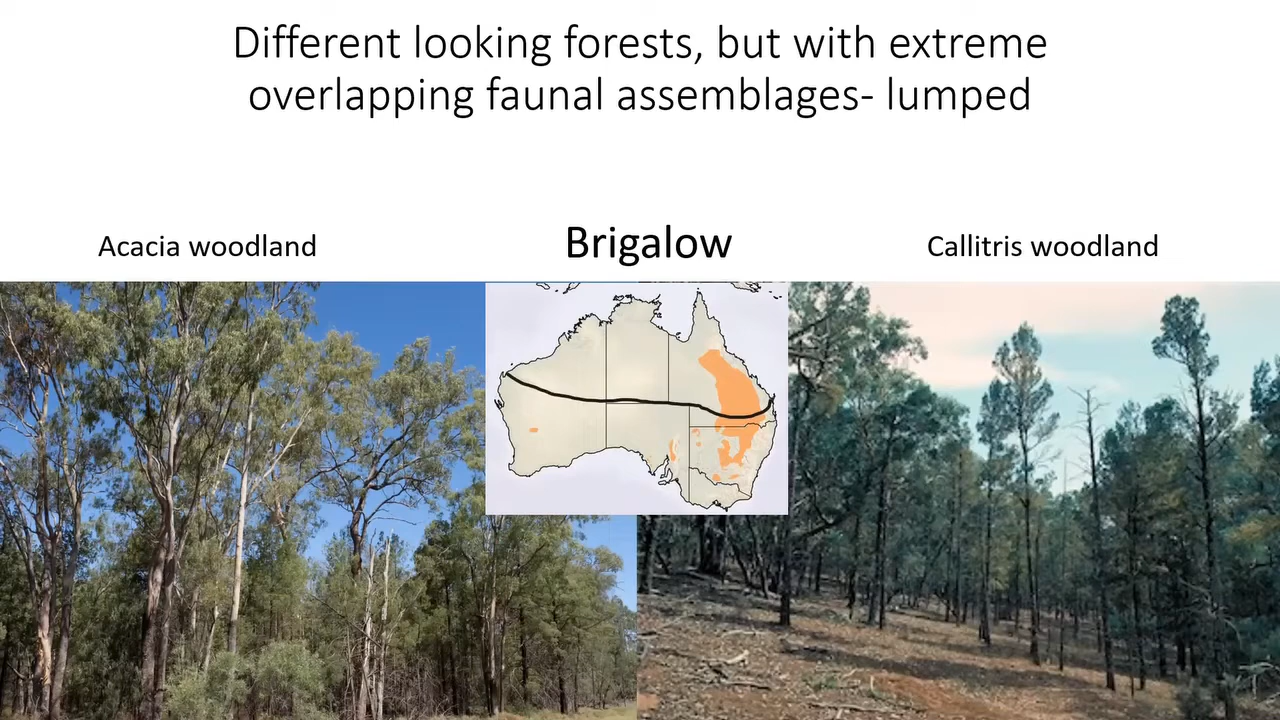 Different looking forests, but with extreme
overlapping faunal assemblages- lumped
Acacia woodland
Brigalow
Callitris woodland